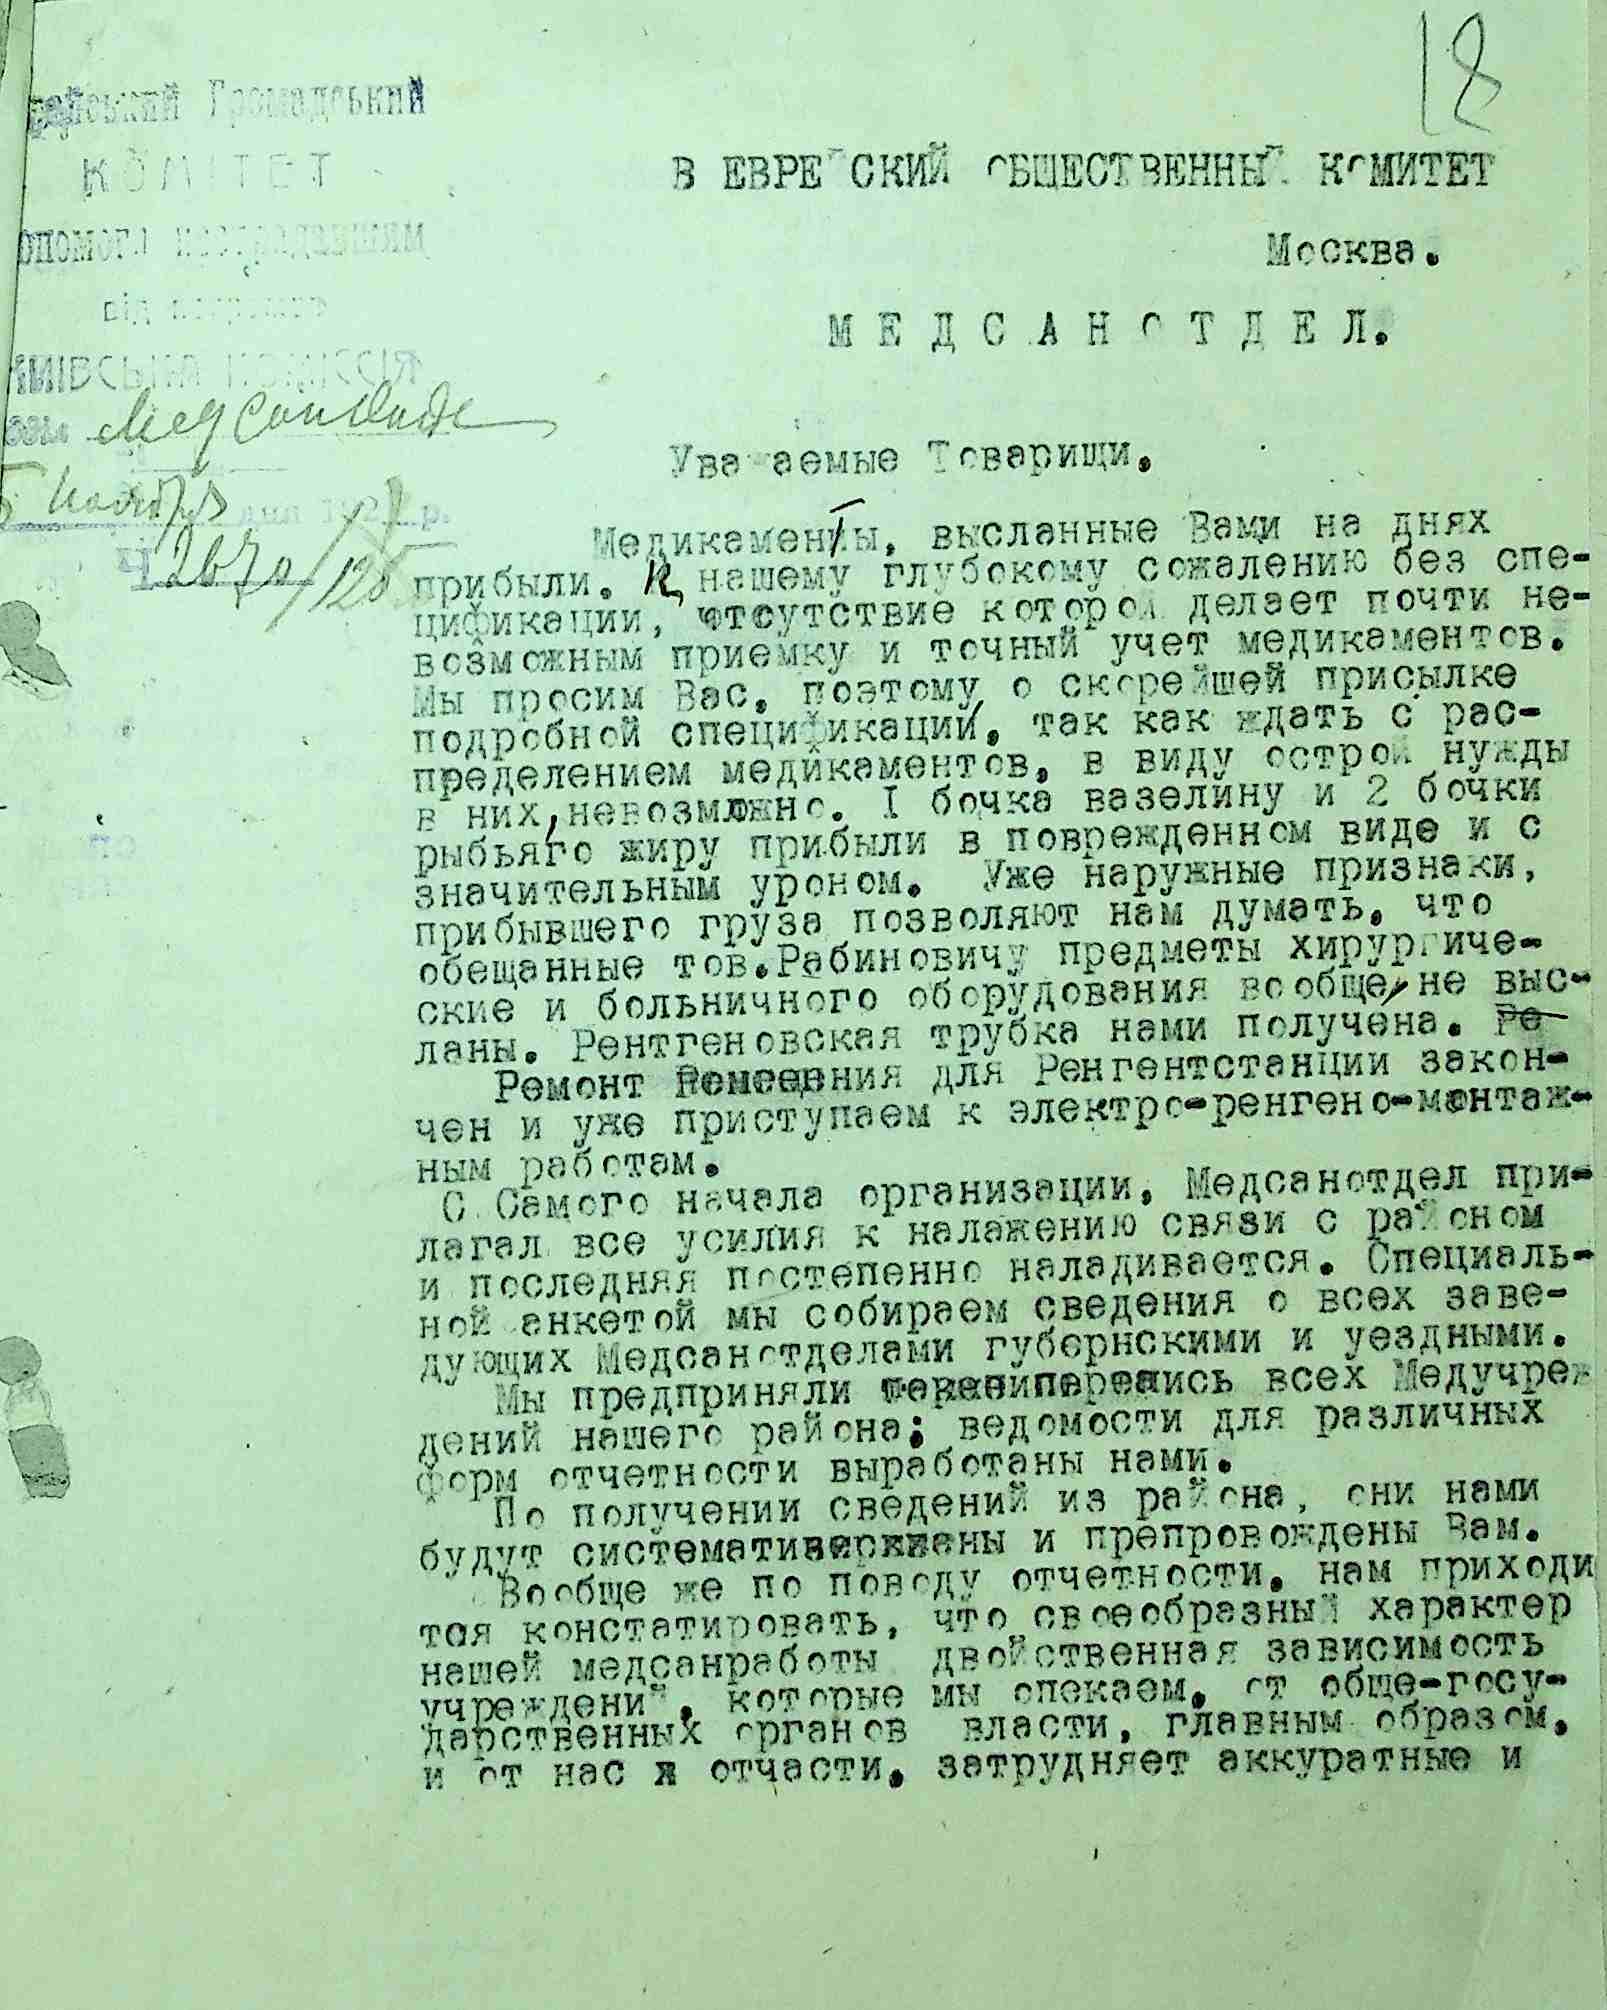 18
Громадський
КОМІТЕТ
від
Медсан
Ноября
Ч 2670/128
В ЕВРЕЙСКИЙ ОБЩЕСТВЕННЫЙ КОМИТЕТ
Москва.
МЕДСАНОТДЕЛ.
Уважаемые Товарищи.
Медикаменты, высланные Вами на днях
прибыли. К нашему глубокому сожалению без спе-
цификации, отсутствие которой делает почти не-
возможным приемку и точный учет медикаментов.
Мы просим Вас, поэтому, о скорейшей присылке
подробной спецификации, так как ждать с рас-
пределением медикаментов, в виду острой нужды
в них, невозможно. I бочка вазелину и 2 бочки
рыбьяго жиру прибыли в поврежденном виде и с
значительным уроном. Уже наружные признаки,
прибывшего груза позволяют нам думать, что
обещанные тов.Рабиновичу предметы хирургиче-
ские и больничного оборудования вообще, не выс-
ланы. Рентгеновская трубка нами получена. Ре
Ремонт для Ренгентстанции закон-
чен и уже приступаем к электро-ренгено-монтаж-
ным работам.
С Самого начала организации, Медсанотдел при-
лагал все усилия к налажению связи с районом
и последняя постепенно наладивается. Специаль-
ной анкетой мы собираем сведения о всех заве-
дующих Медсанотделами губернскими и уездными.
Мы предприняли перепись всех Медучреж
дений нашего района; ведомости для различных
форм отчетности выработаны нами.
По получении сведений из района, они нами
будут и препровождены Вам.
Вообще же по поводу отчетности, нам приходи
тся констатировать, что своеобразный характер
нашей медсанработы двойственная зависимость
учреждений, которые мы опекаем, от обще-госу-
дарственных органов власти, главным образом,
и от нас я отчасти, затрудняет аккуратные и